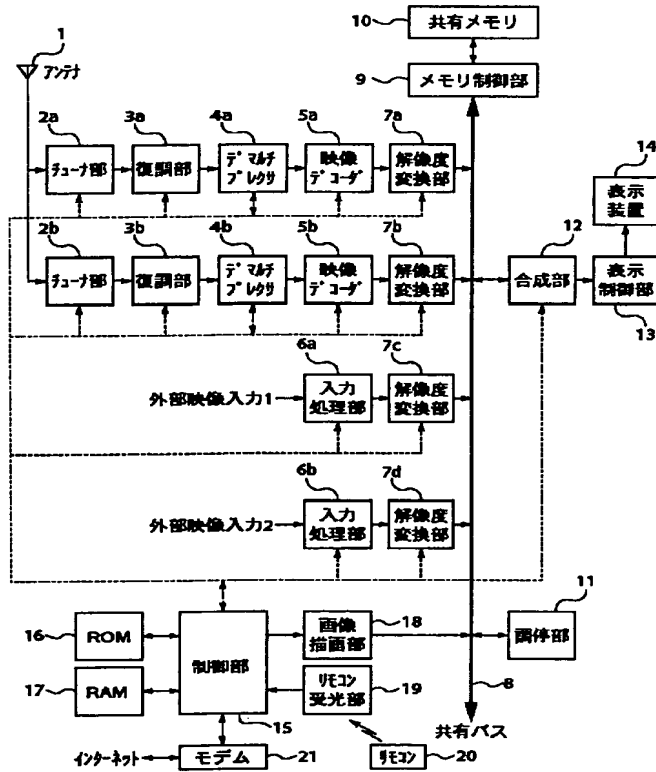 10
共有メモリ
1
アンテナ
9
メモリ制御部
2a
3a
4a
5a
7a
チューナ部
復調部
デマルチ
プレクサ
映像
デコーダ
解像度
変換部
14
表示
装置
2b
3b
4b
5b
7b
12
チューナ部
復調部
デマルチ
プレクサ
映像
デコーダ
解像度
変換部
合成部
表示
制御部
13
6a
7c
外部映像入力1
入力
処理部
解像度
変換部
6b
7d
外部映像入力2
入力
処理部
解像度
変換部
11
16
ROM
制御部
画像
描画部
18
調停部
17
RAM
リモコン
受光部
19
8
15
共有バス
インターネット
モデム
21
リモコン
20